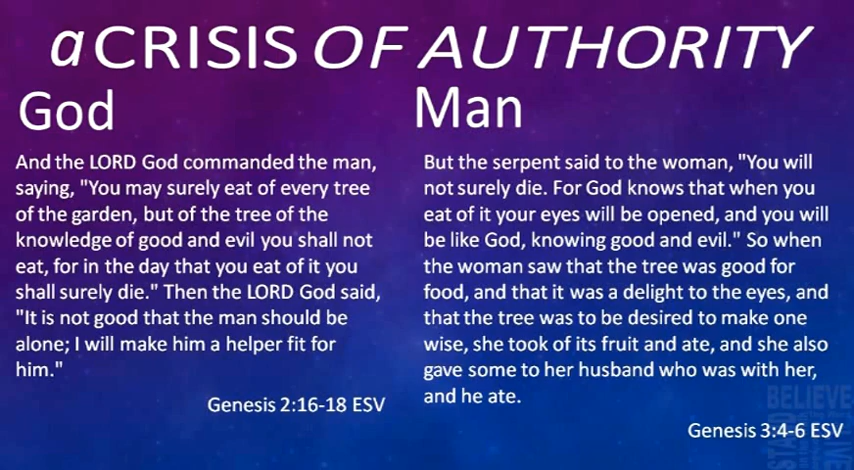 a CRISIS OF AUTHORITY
God
And the LORD God commanded the man,
saying, "You may surely eat of every tree
of the garden, but of the tree of the
knowledge of good and evil you shall not
eat, for in the day that you eat of it you
shall surely die." Then the LORD God said,
"It is not good that the man should be
alone; I will make him a helper fit for
him."
Genesis 2:16-18 ESV
Man
But the serpent said to the woman, "You will
not surely die. For God knows that when you
eat of it your eyes will be opened, and you will
be like God, knowing good and evil." So when
the woman saw that the tree was good for
food, and that it was a delight to the eyes, and
that the tree was to be desired to make one
wise, she took of its fruit and ate, and she also
gave some to her husband who was with her,
and he ate.
Genesis 3:4-6 ESV
BELIEVE
STAND
LIVE